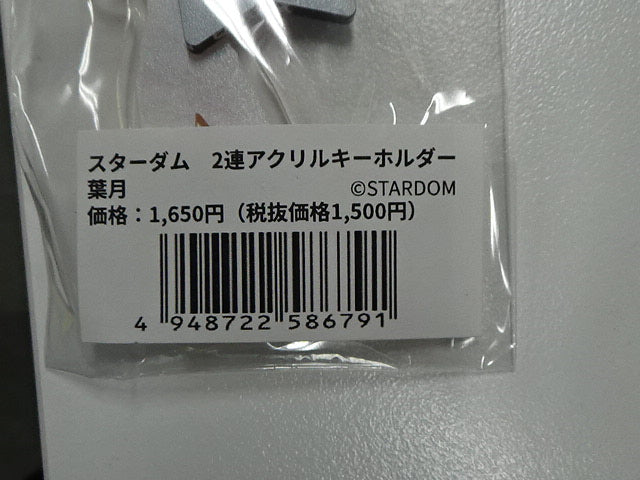 スターダム　2連アクリルキーホルダー
葉月　©STARDOM
価格：1,650円（税抜価格1,500円）
4 948722 586791